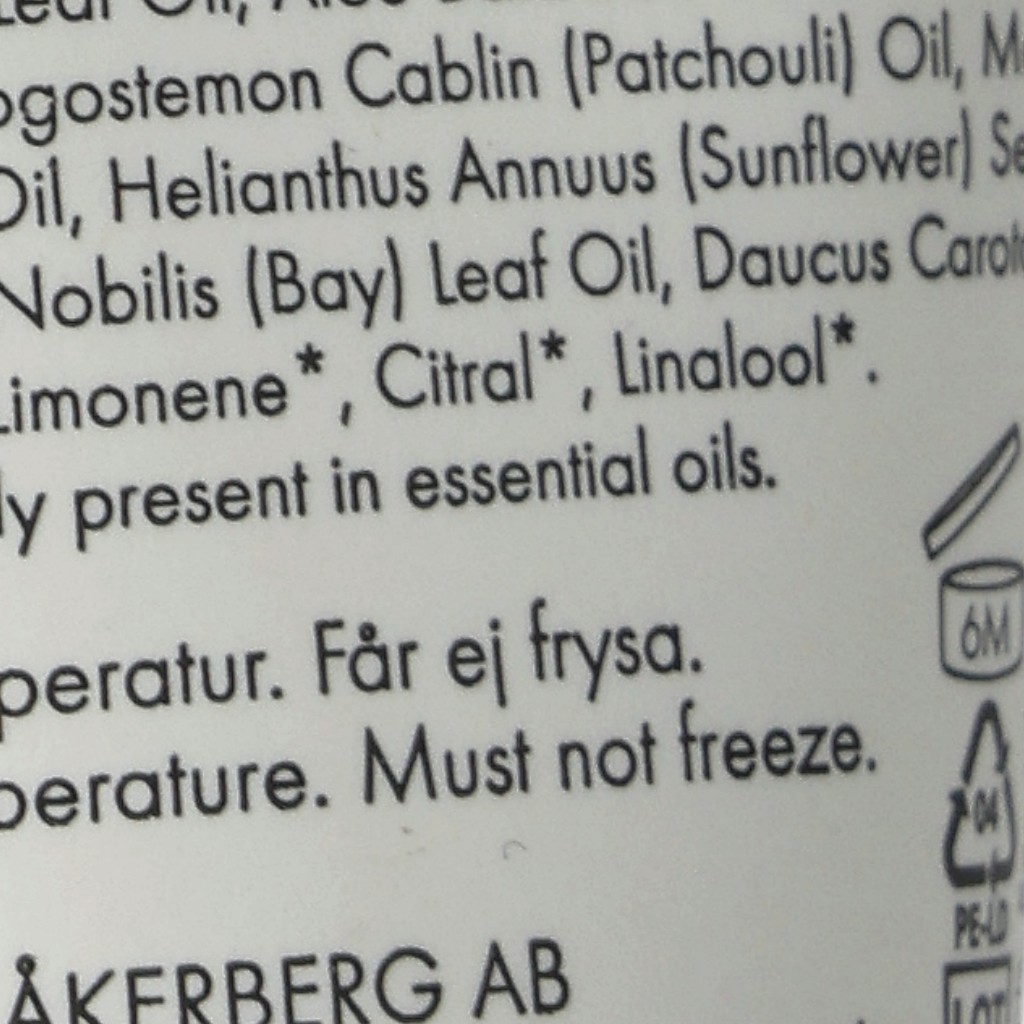 Leaf Oil,
ogostemon Cablin (Patchouli) Oil, M
Oil, Helianthus Annuus (Sunflower) Se
Nobilis (Bay) Leaf Oil, Daucus Carot
Limonene*, Citral*, Linalool*.
ly present in essential oils.
6M
peratur. Får ej frysa.
perature. Must not freeze.
04
PE-LD
ÅKERBERG AB
LOT